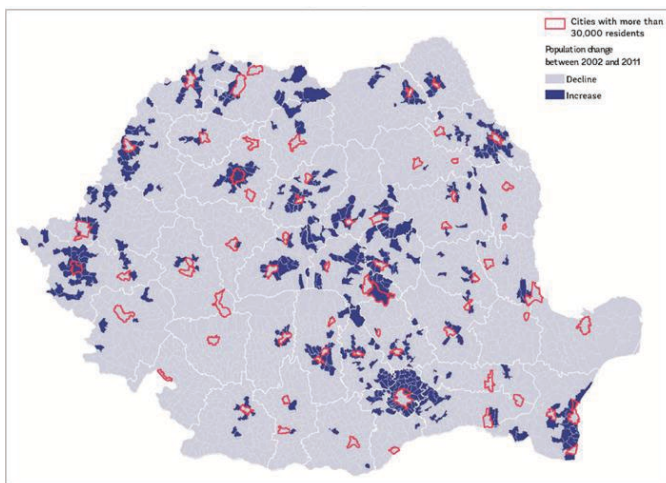 Cities with more than
30,000 residents
Population change
between 2002 and 2011
Decline
Increase